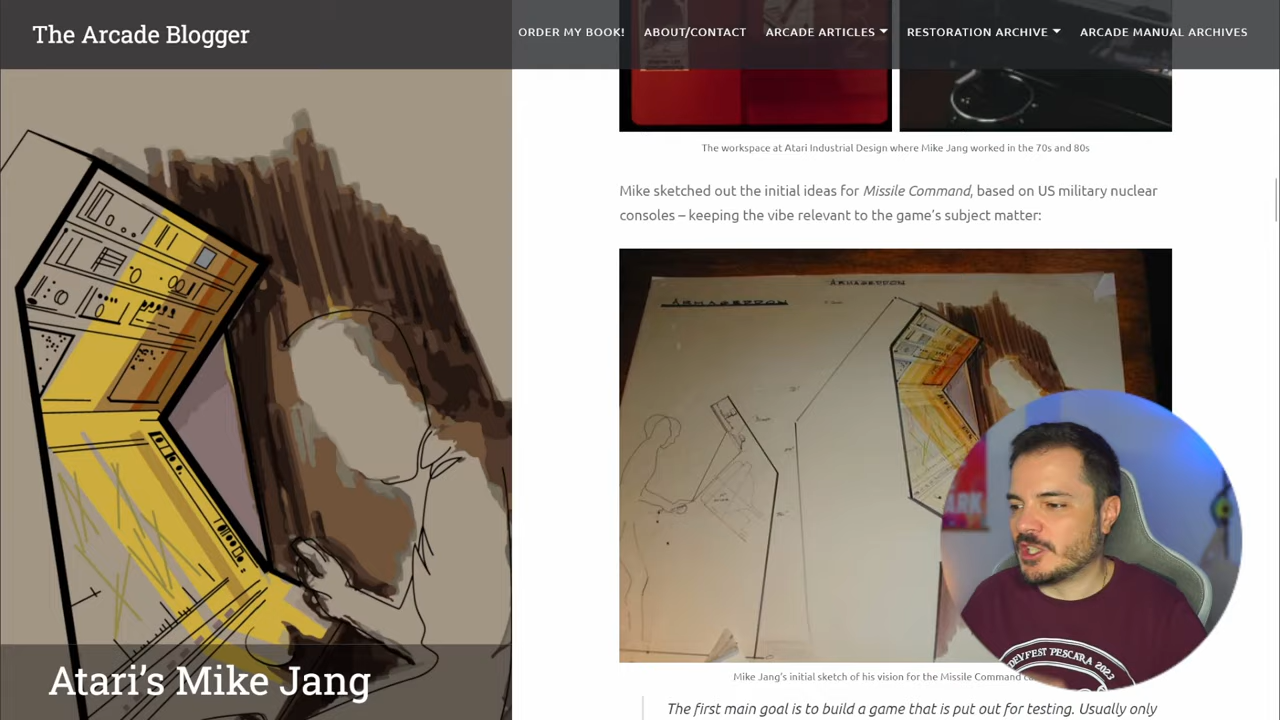 The Arcade Blogger
ORDER MY BOOK!
ABOUT/CONTACT
ARCADE ARTICLES
RESTORATION ARCHIVE
ARCADE MANUAL ARCHIVES
The workspace at Atari Industrial Design where Mike Jang worked in the 70s and 80s
Mike sketched out the initial ideas for Missile Command, based on US military nuclear
consoles – keeping the vibe relevant to the game's subject matter:
ARMAGEDDON
ARMAGEDDON
Mike Jang's initial sketch of his vision for the Missile Command
The first main goal is to build a game that is put out for testing. Usually only
Atari's Mike Jang
DEVFEST PESCARA 2023